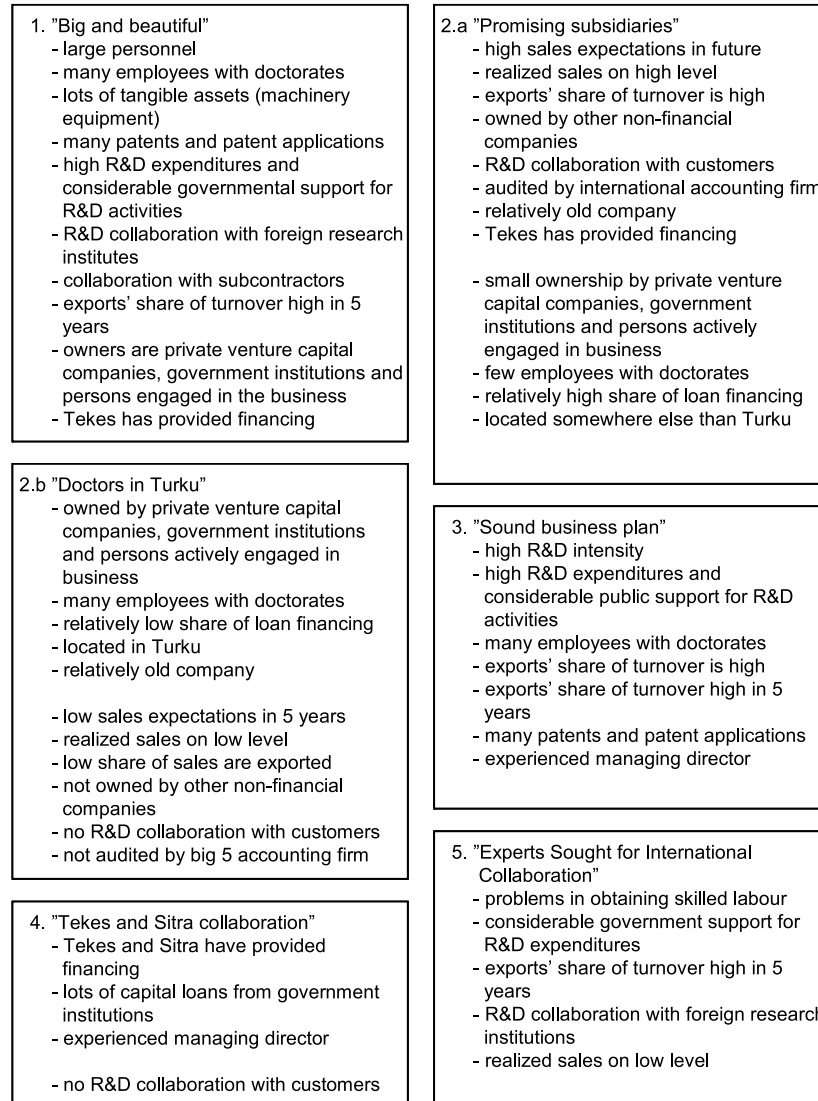 1. ”Big and beautiful”
- large personnel
- many employees with doctorates
- lots of tangible assets (machinery
equipment)
- many patents and patent applications
- high R&D expenditures and
considerable governmental support for
R&D activities
- R&D collaboration with foreign research
institutes
- collaboration with subcontractors
- exports’ share of turnover high in 5
years
- owners are private venture capital
companies, government institutions and
persons engaged in the business
- Tekes has provided financing
2.a ”Promising subsidiaries”
- high sales expectations in future
- realized sales on high level
- exports’ share of turnover is high
- owned by other non-financial
companies
- R&D collaboration with customers
- audited by international accounting firm
- relatively old company
- Tekes has provided financing
- small ownership by private venture
capital companies, government
institutions and persons actively
engaged in business
- few employees with doctorates
- relatively high share of loan financing
- located somewhere else than Turku
2.b ”Doctors in Turku”
- owned by private venture capital
companies, government institutions
and persons actively engaged in
business
- many employees with doctorates
- relatively low share of loan financing
- located in Turku
- relatively old company
- low sales expectations in 5 years
- realized sales on low level
- low share of sales are exported
- not owned by other non-financial
companies
- no R&D collaboration with customers
- not audited by big 5 accounting firm
3. ”Sound business plan”
- high R&D intensity
- high R&D expenditures and
considerable public support for R&D
activities
- many employees with doctorates
- exports’ share of turnover is high
- exports’ share of turnover high in 5
years
- many patents and patent applications
- experienced managing director
4. ”Tekes and Sitra collaboration”
- Tekes and Sitra have provided
financing
- lots of capital loans from government
institutions
- experienced managing director
- no R&D collaboration with customers
5. ”Experts Sought for International
Collaboration”
- problems in obtaining skilled labour
- considerable government support for
R&D expenditures
- exports’ share of turnover high in 5
years
- R&D collaboration with foreign research
institutions
- realized sales on low level